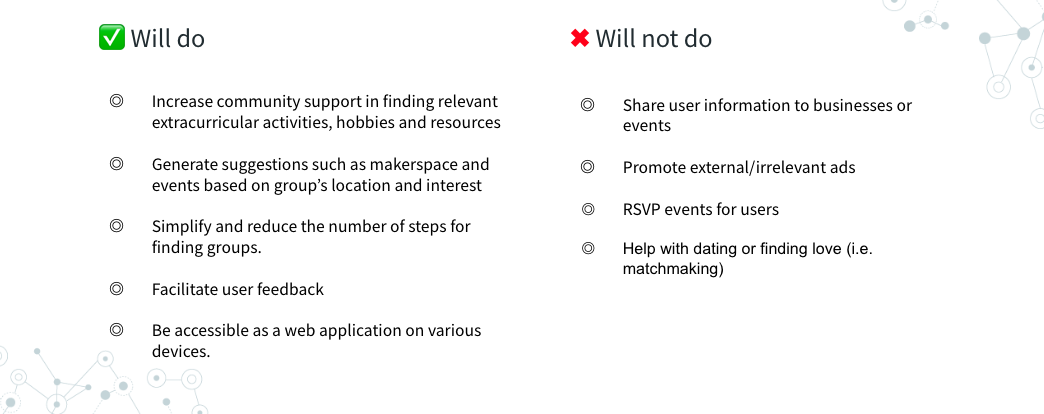 ✅ Will do
◎ Increase community support in finding relevant
extracurricular activities, hobbies and resources
◎ Generate suggestions such as makerspace and
events based on group’s location and interest
◎ Simplify and reduce the number of steps for
finding groups.
◎ Facilitate user feedback
◎ Be accessible as a web application on various
devices.
✖ Will not do
◎ Share user information to businesses or
events
◎ Promote external/irrelevant ads
◎ RSVP events for users
◎ Help with dating or finding love (i.e.
matchmaking)